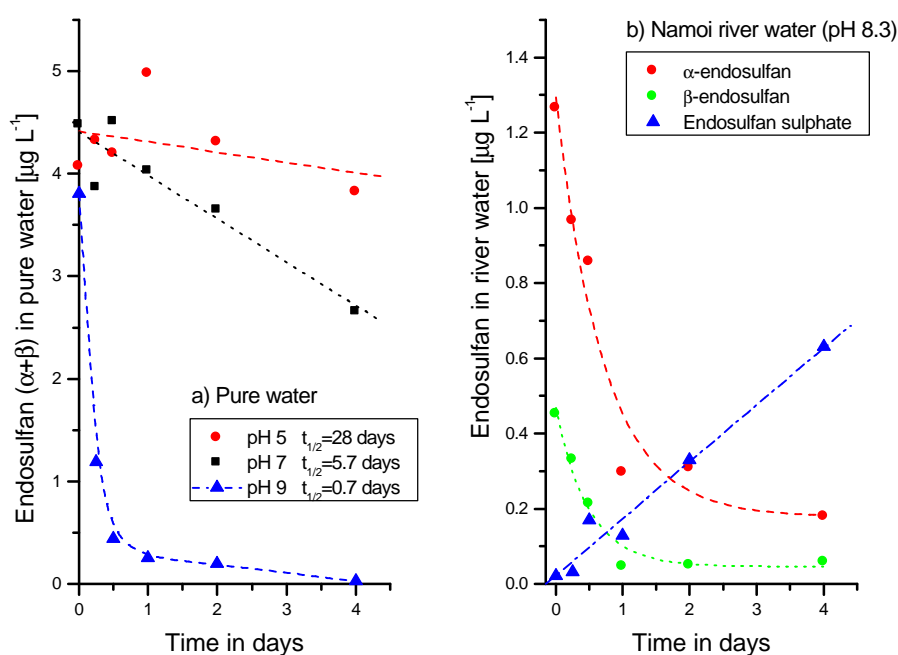 Endosulfan (α+β) in pure water [µg L⁻¹]
5
4
3
2
1
0
a) Pure water
pH 5 t1/2=28 days
pH 7 t1/2=5.7 days
pH 9 t1/2=0.7 days
0 1 2 3 4
Time in days
b) Namoi river water (pH 8.3)
Endosulfan in river water [µg L⁻¹]
1.4
1.2
1.0
0.8
0.6
0.4
0.2
0.0
α-endosulfan
β-endosulfan
Endosulfan sulphate
0 1 2 3 4
Time in days